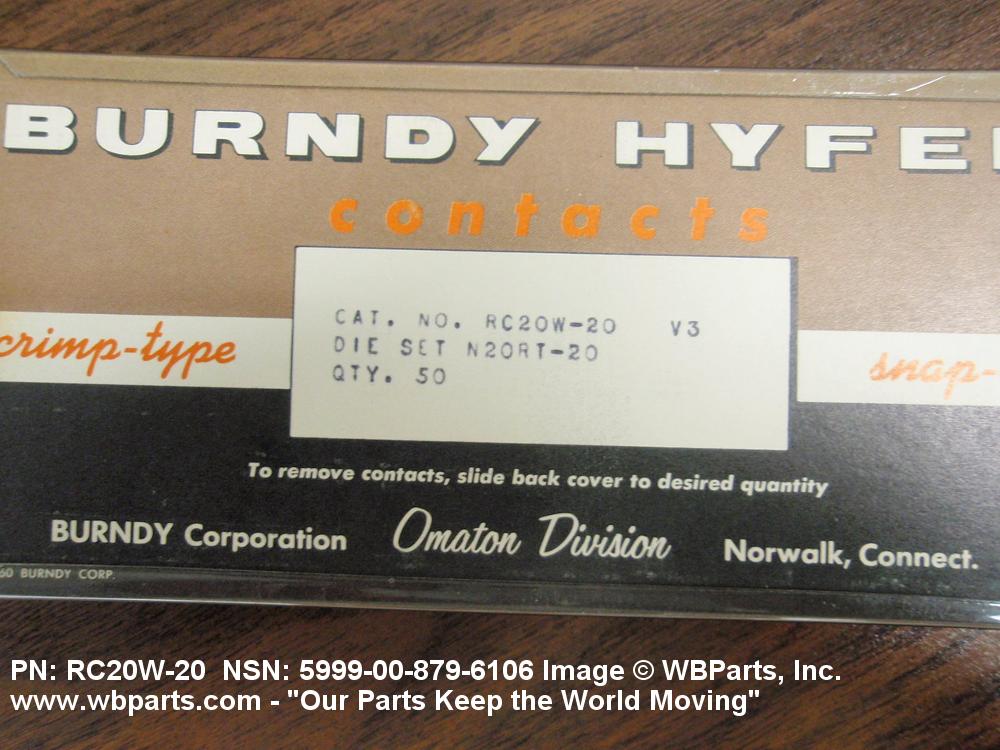 BURNDY HYFE
contacts
crimp-type
snap-
CAT. NO. RC20W-20 V3
DIE SET N20RT-20
QTY. 50
To remove contacts, slide back cover to desired quantity
BURNDY Corporation Omaton Division Norwalk, Connect.
60 BURNDY CORP.
PN: RC20W-20 NSN: 5999-00-879-6106 Image © WBParts, Inc.
www.wbparts.com - "Our Parts Keep the World Moving"